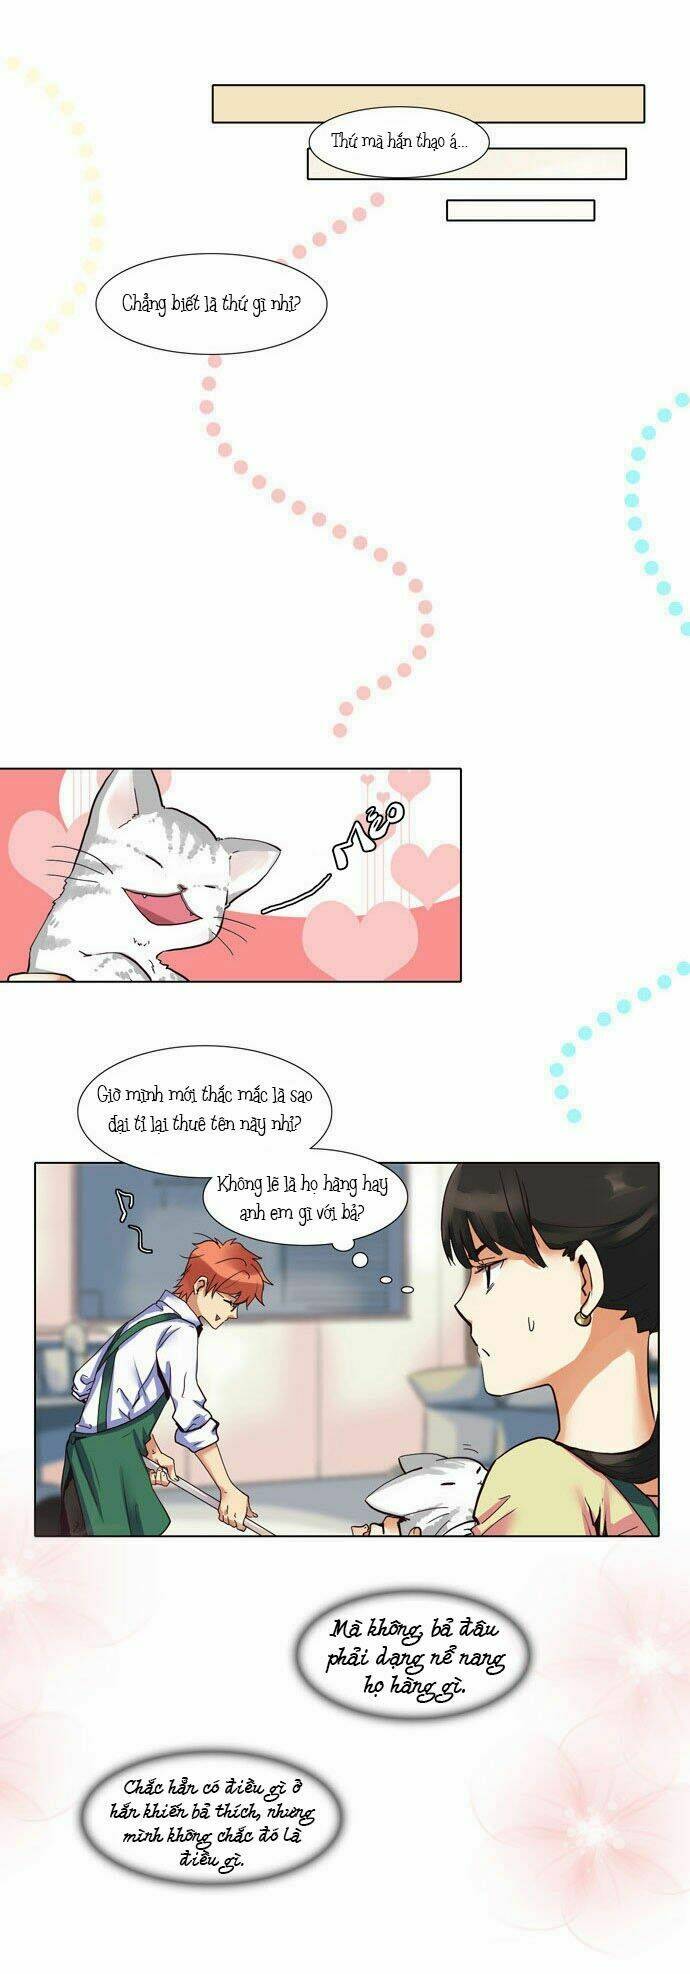 Thứ mà hắn thạo á...
Chẳng biết là thứ gì nhỉ?
Mẽo
Giờ mình mới thắc mắc là sao
đại tỉ lại thuê tên này nhỉ?
Không lẽ là họ hàng hay
anh em gì với bả?
Mà không, bả đâu
phải dạng nể nang
họ hàng gì.
Chắc hẳn có điều gì ở
hắn khiến bả thích, nhưng
mình không chắc đó là
điều gì.